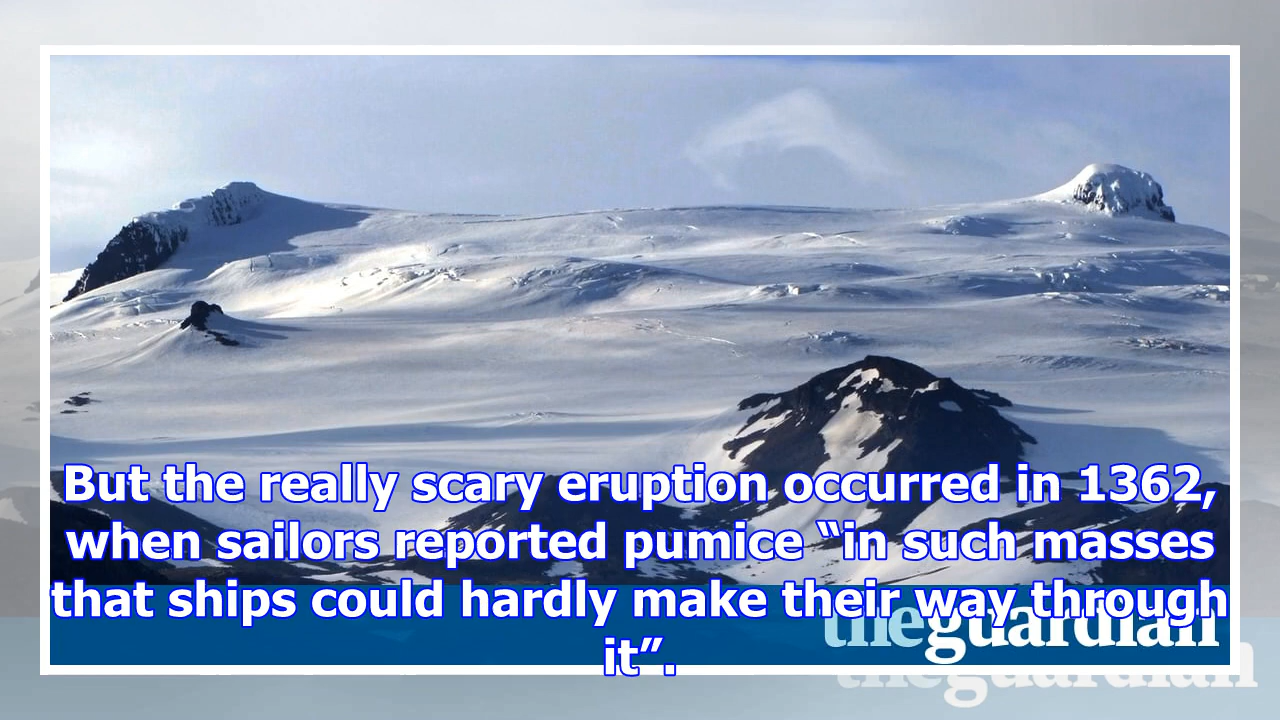 But the really scary eruption occurred in 1362,
when sailors reported pumice “in such masses
that ships could hardly make their way through
it”.
theguardian
theguardian